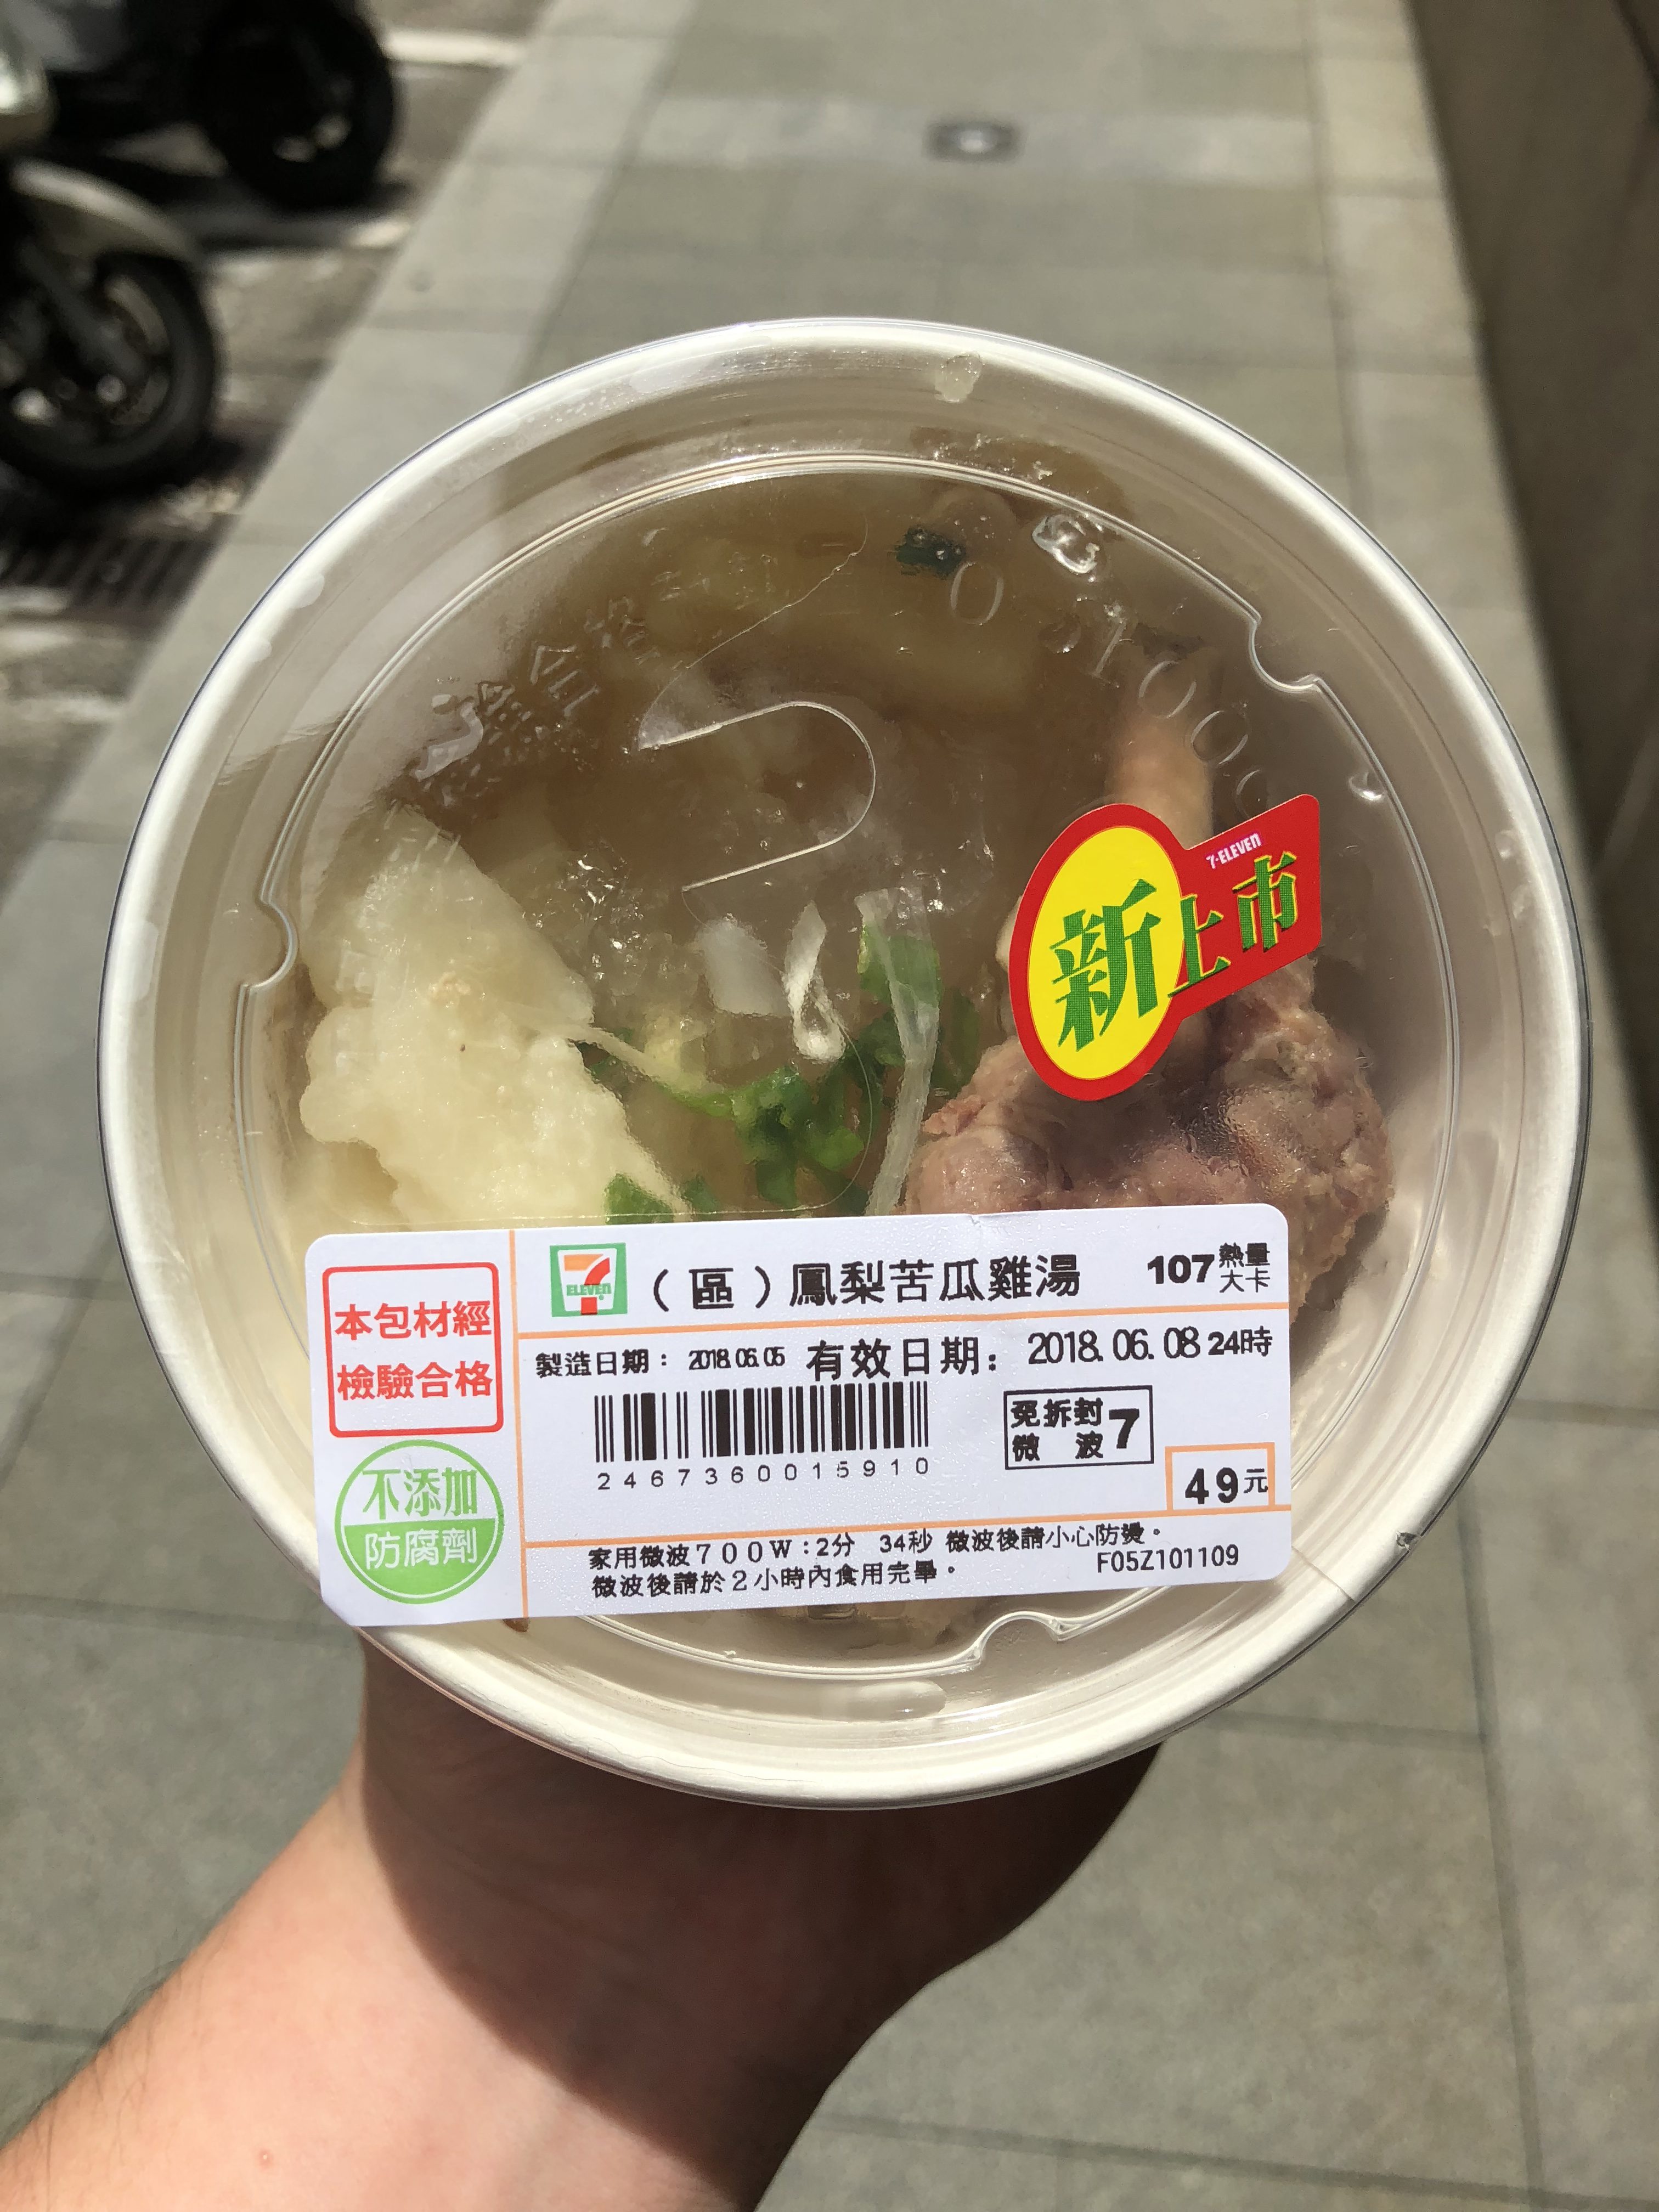 7-ELEVEN
新上市
本包材經
檢驗合格
不添加
防腐劑
7
ELEVEN
（區）鳳梨苦瓜雞湯 107熱量大卡
製造日期：2018.06.05 有效日期：2018.06.08 24時
2467360015910
免拆封
微 波 7
49元
家用微波700W：2分 34秒 微波後請小心防燙。
微波後請於2小時內食用完畢。 F05Z101109